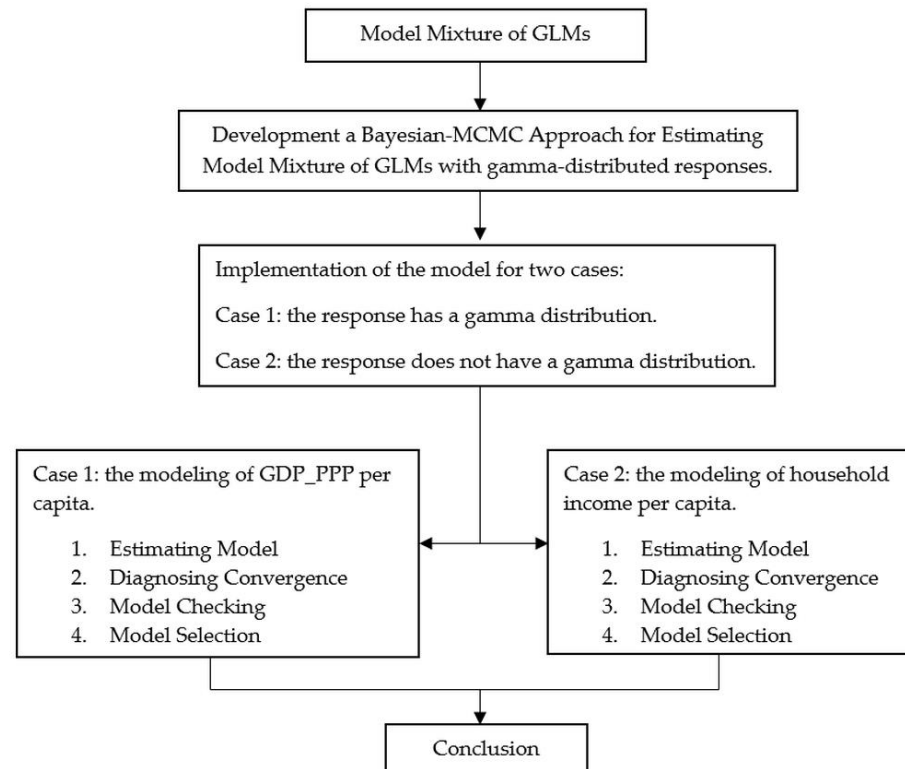 Model Mixture of GLMs
Development a Bayesian-MCMC Approach for Estimating
Model Mixture of GLMs with gamma-distributed responses.
Implementation of the model for two cases:
Case 1: the response has a gamma distribution.
Case 2: the response does not have a gamma distribution.
Case 1: the modeling of GDP_PPP per
capita.
1. Estimating Model
2. Diagnosing Convergence
3. Model Checking
4. Model Selection
Case 2: the modeling of household
income per capita.
1. Estimating Model
2. Diagnosing Convergence
3. Model Checking
4. Model Selection
Conclusion